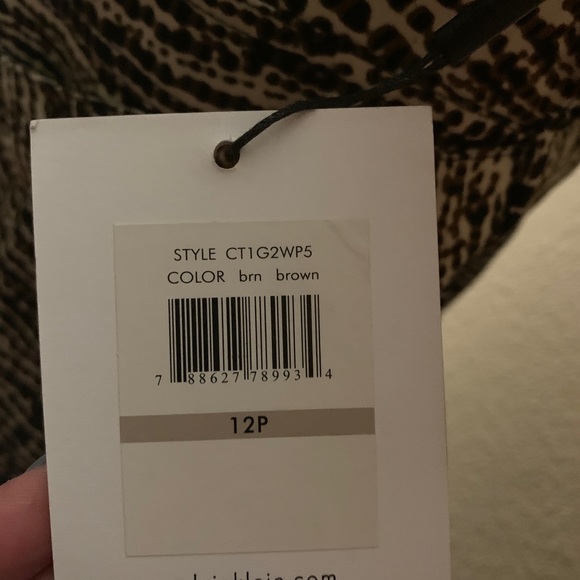 STYLE CT1G2WP5
COLOR brn brown
7 88627 78993 4
12P